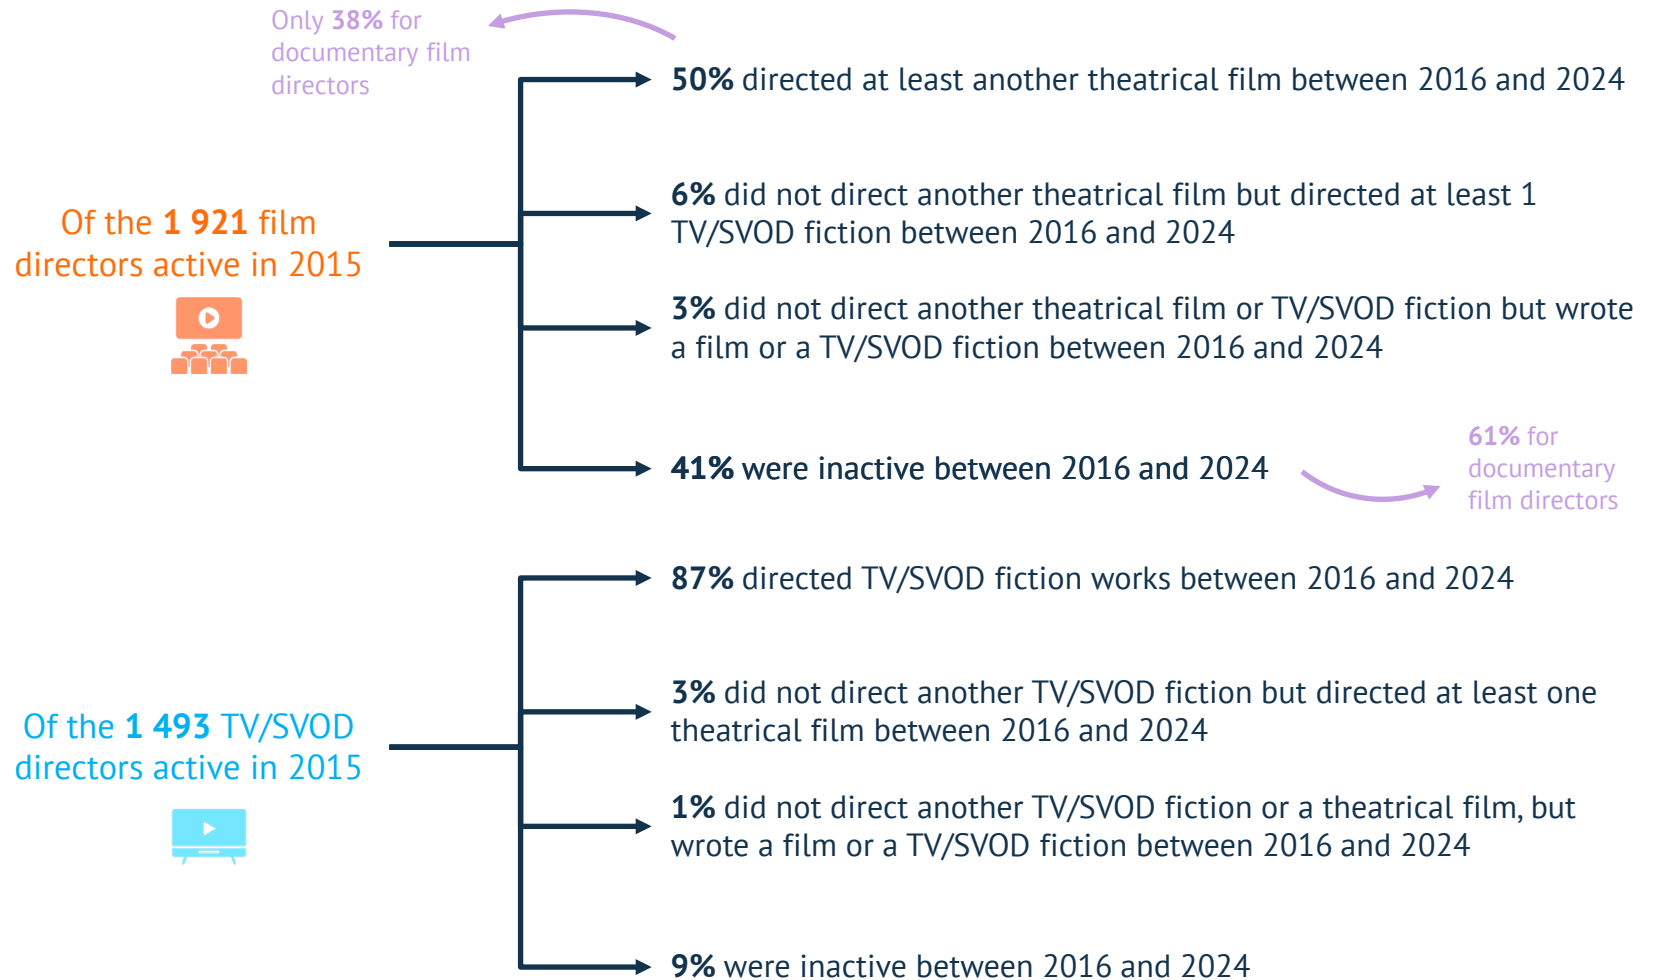 Only 38% for
documentary film
directors
50% directed at least another theatrical film between 2016 and 2024
6% did not direct another theatrical film but directed at least 1
TV/SVOD fiction between 2016 and 2024
Of the 1 921 film
directors active in 2015
3% did not direct another theatrical film or TV/SVOD fiction but wrote
a film or a TV/SVOD fiction between 2016 and 2024
41% were inactive between 2016 and 2024
61% for
documentary
film directors
87% directed TV/SVOD fiction works between 2016 and 2024
3% did not direct another TV/SVOD fiction but directed at least one
theatrical film between 2016 and 2024
Of the 1 493 TV/SVOD
directors active in 2015
1% did not direct another TV/SVOD fiction or a theatrical film, but
wrote a film or a TV/SVOD fiction between 2016 and 2024
9% were inactive between 2016 and 2024